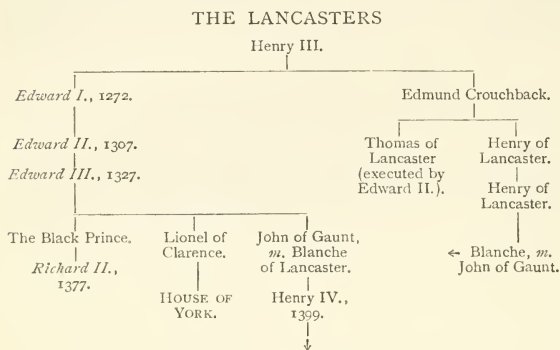 THE LANCASTERS
Henry III.
Edward I., 1272.
Edmund Crouchback.
Edward II., 1307.
Edward III., 1327.
Thomas of
Lancaster
(executed by
Edward II.).
Henry of
Lancaster.
Henry of
Lancaster.
The Black Prince.
Richard II.,
1377.
Lionel of
Clarence.
HOUSE OF
YORK.
John of Gaunt,
m. Blanche
of Lancaster.
Henry IV.,
1399.
← Blanche, m.
John of Gaunt.